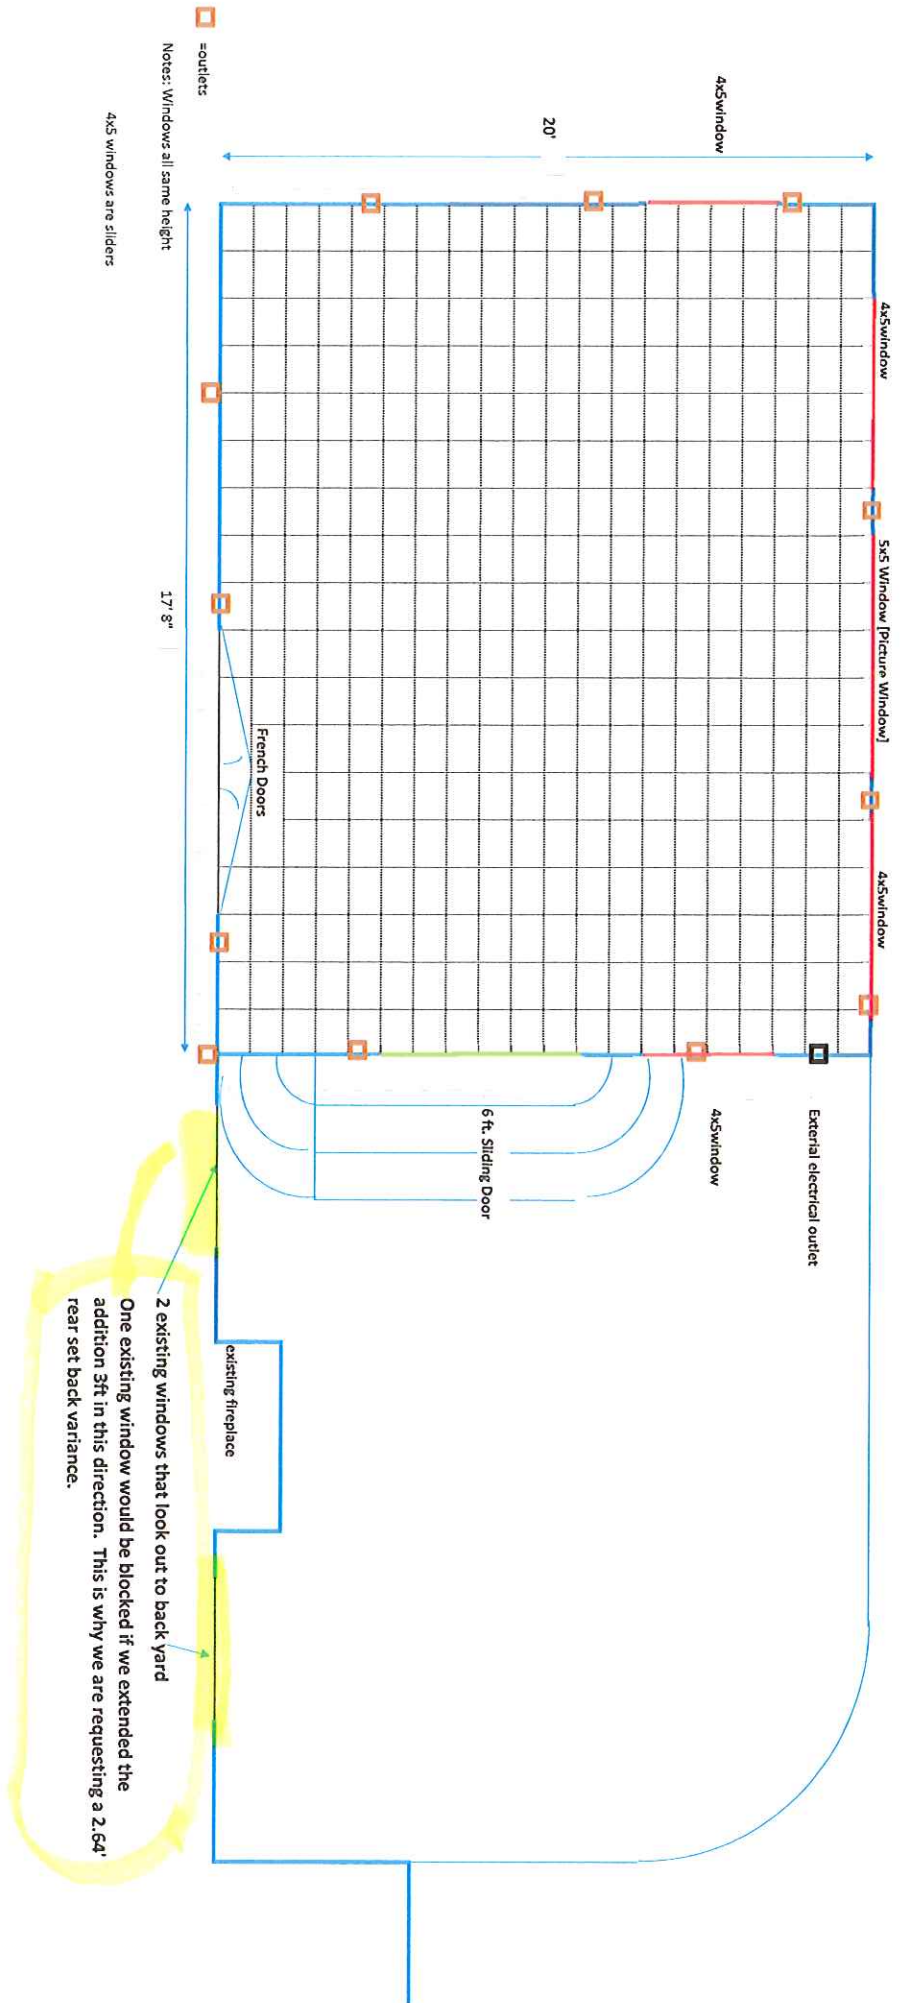 4x5window
5x5 Window [Picture Window]
4x5window
4x5window
20'
Exterial electrical outlet
4x5window
6 ft. Sliding Door
French Doors
existing fireplace
17' 8"
=outlets
Notes: Windows all same height
4x5 windows are sliders
2 existing windows that look out to back yard
One existing window would be blocked if we extended the
addition 3ft in this direction. This is why we are requesting a 2.64'
rear set back variance.